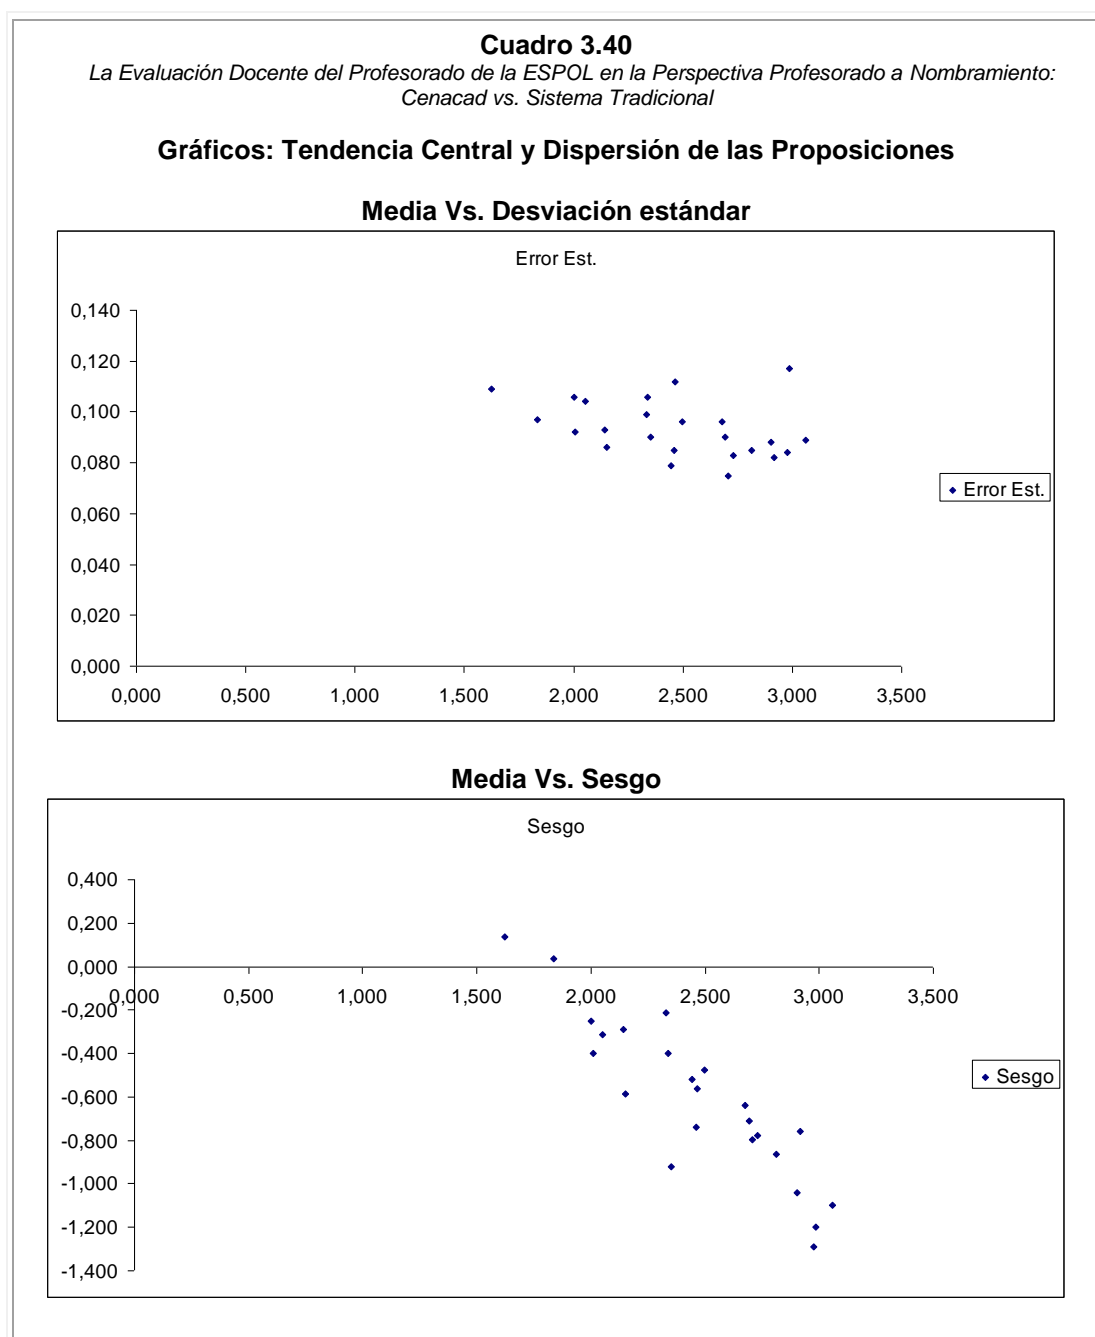 Cuadro 3.40
La Evaluación Docente del Profesorado de la ESPOL en la Perspectiva Profesorado a Nombramiento:
Cenacad vs. Sistema Tradicional
Gráficos: Tendencia Central y Dispersión de las Proposiciones
Media Vs. Desviación estándar
Error Est.
0,140
0,120
0,100
0,080
0,060
0,040
0,020
0,000
0,000 0,500 1,000 1,500 2,000 2,500 3,000 3,500
Error Est.
Media Vs. Sesgo
Sesgo
0,400
0,200
0,000
0,000 0,500 1,000 1,500 2,000 2,500 3,000 3,500
-0,200
-0,400
-0,600
-0,800
-1,000
-1,200
-1,400
Sesgo